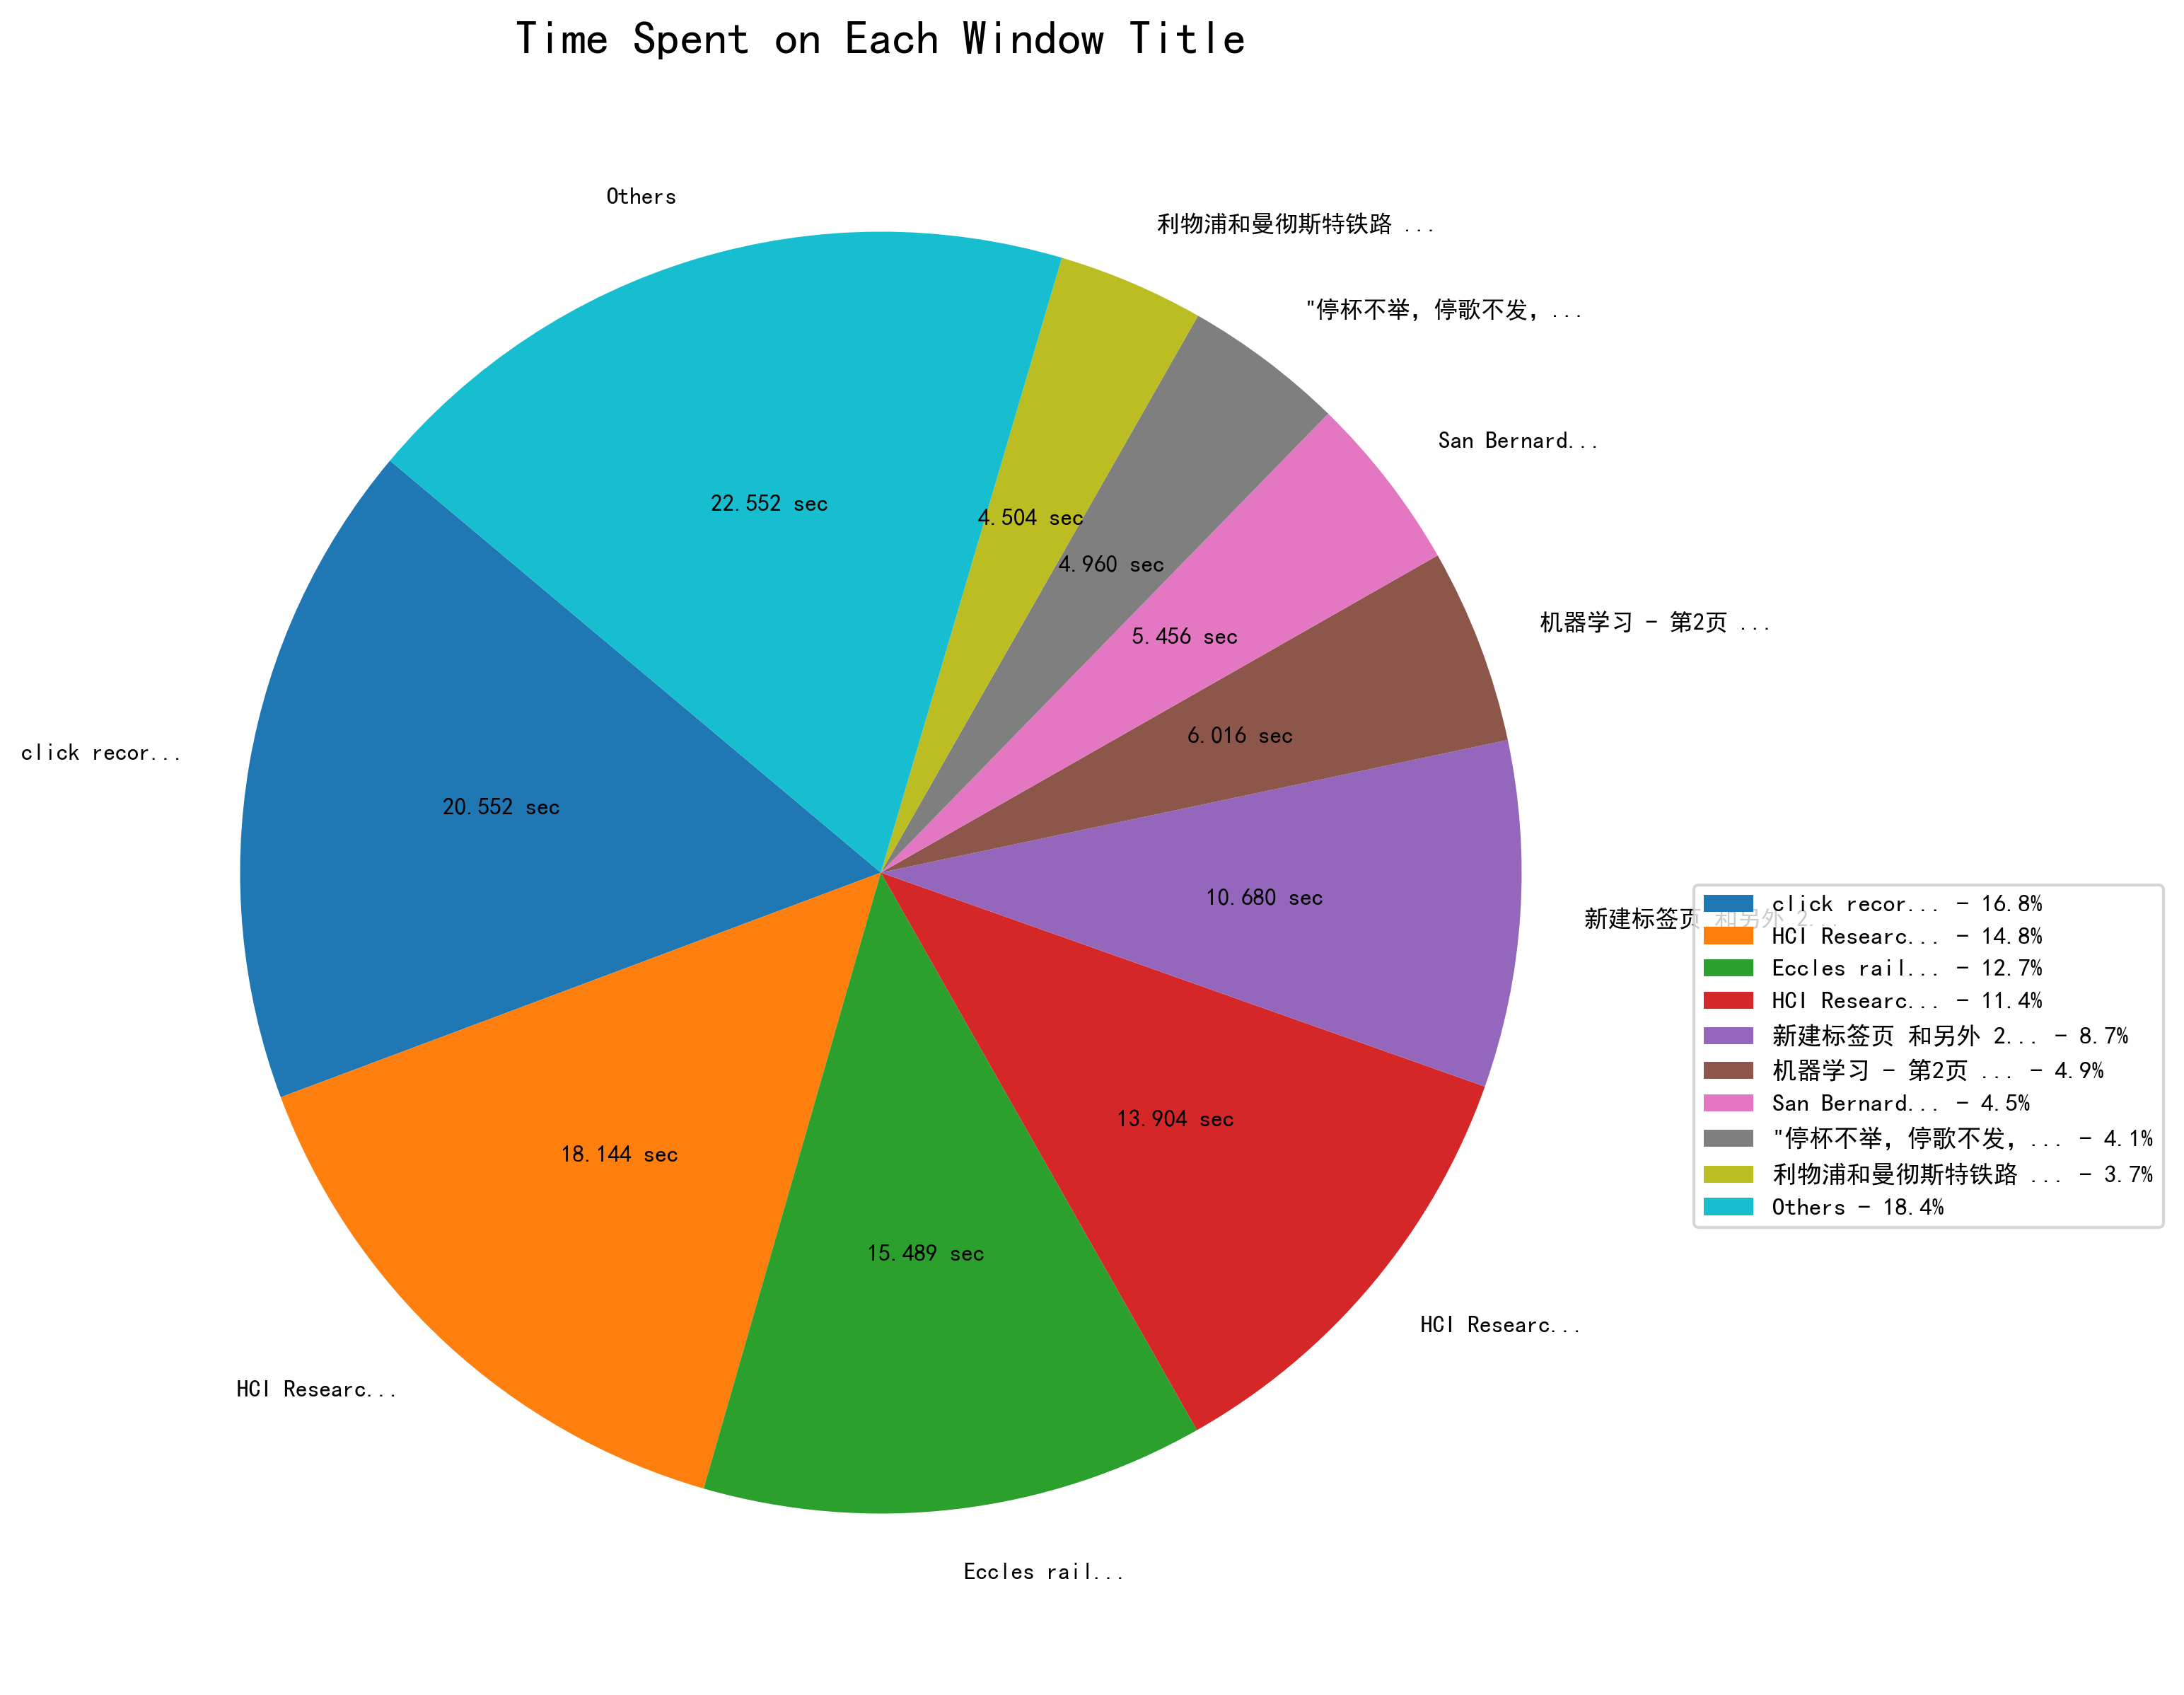 Time Spent on Each Window Title
Others
利物浦和曼彻斯特铁路 ...
"停杯不举，停歌不发，...
San Bernard...
机器学习 - 第2页 ...
新建标签页 和另外 2...
HCI Researc...
Eccles rail...
HCI Researc...
click recor...
22.552 sec
4.504 sec
4.960 sec
5.456 sec
6.016 sec
10.680 sec
13.904 sec
15.489 sec
18.144 sec
20.552 sec
click recor... - 16.8%
HCI Researc... - 14.8%
Eccles rail... - 12.7%
HCI Researc... - 11.4%
新建标签页 和另外 2... - 8.7%
机器学习 - 第2页 ... - 4.9%
San Bernard... - 4.5%
"停杯不举，停歌不发，... - 4.1%
利物浦和曼彻斯特铁路 ... - 3.7%
Others - 18.4%